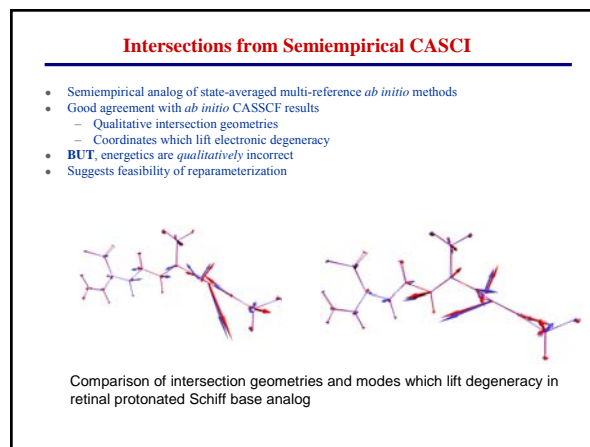 Intersections from Semiempirical CASCI
• Semiempirical analog of state-averaged multi-reference ab initio methods
• Good agreement with ab initio CASSCF results
– Qualitative intersection geometries
– Coordinates which lift electronic degeneracy
• BUT, energetics are qualitatively incorrect
• Suggests feasibility of reparameterization
Comparison of intersection geometries and modes which lift degeneracy in
retinal protonated Schiff base analog